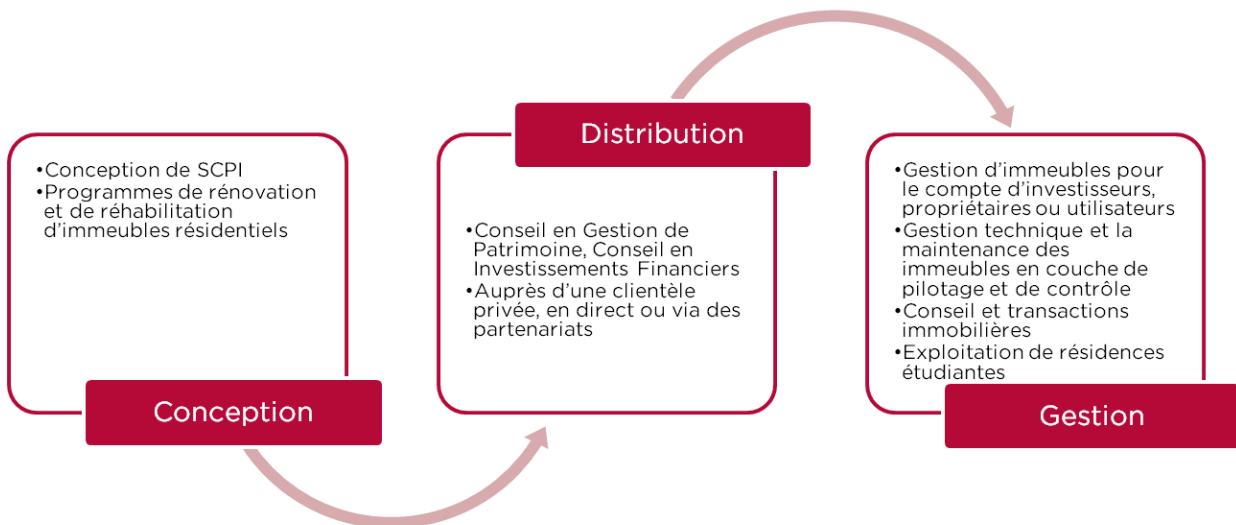 •Conception de SCPI
•Programmes de rénovation
et de réhabilitation
d'immeubles résidentiels
Conception
Distribution
•Conseil en Gestion de
Patrimoine, Conseil en
Investissements Financiers
•Auprès d'une clientèle
privée, en direct ou via des
partenariats
•Gestion d'immeubles pour
le compte d'investisseurs,
propriétaires ou utilisateurs
•Gestion technique et la
maintenance des
immeubles en couche de
pilotage et de contrôle
•Conseil et transactions
immobilières
•Exploitation de résidences
étudiantes
Gestion